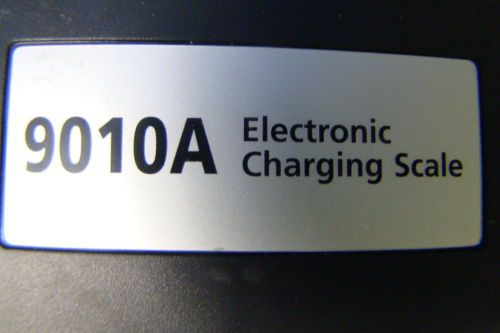 9010A Electronic
Charging Scale